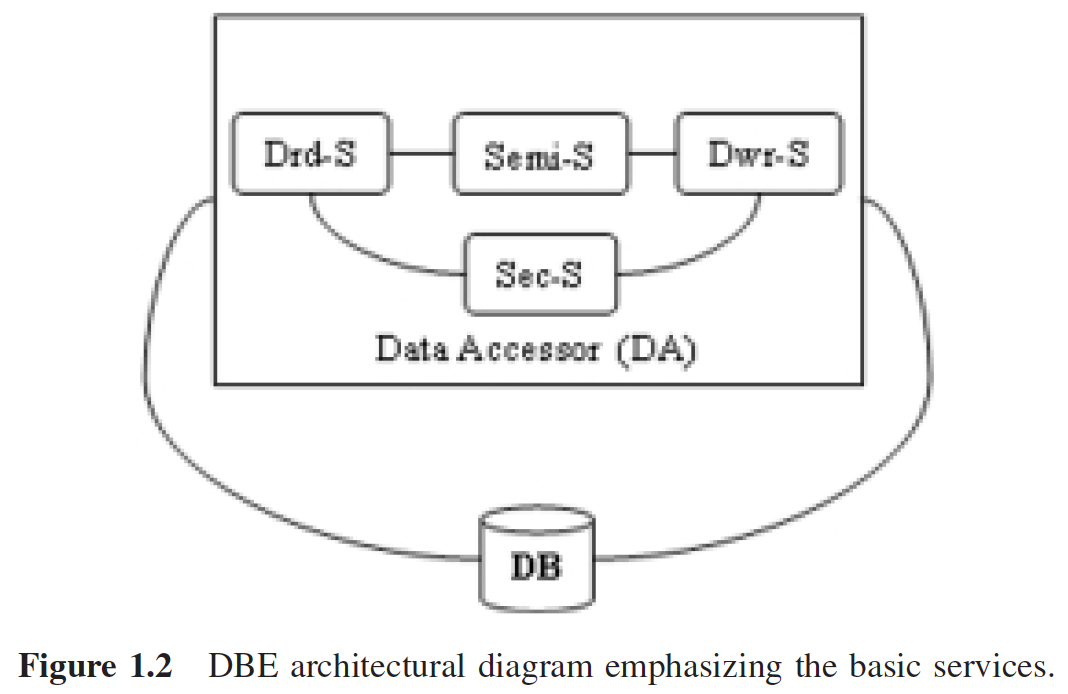 Drd-S Semi-S Dwr-S
Sec-S
Data Accessor (DA)
DB
Figure 1.2 DBE architectural diagram emphasizing the basic services.